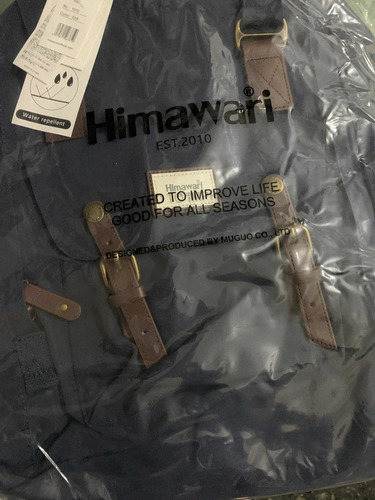 Water repellent
Himawari®
EST.2010
Himawari
CREATED TO IMPROVE LIFE
GOOD FOR ALL SEASONS
DESIGNED&PRODUCED BY MUGUO CO., LTD